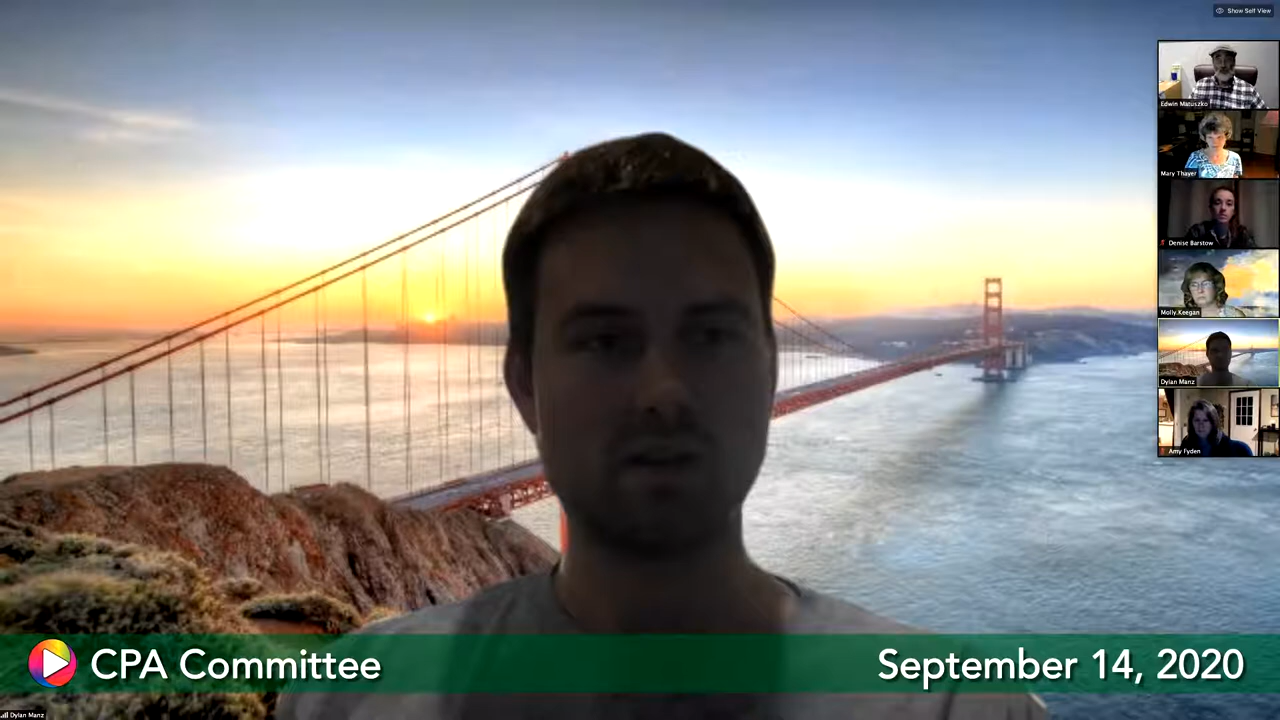 Show Self View
Edwin Matuszko
Mary Thayer
Denise Barstow
Molly Keegan
Dylan Manz
Amy Fyden
CPA Committee
September 14, 2020
Dylan Manz